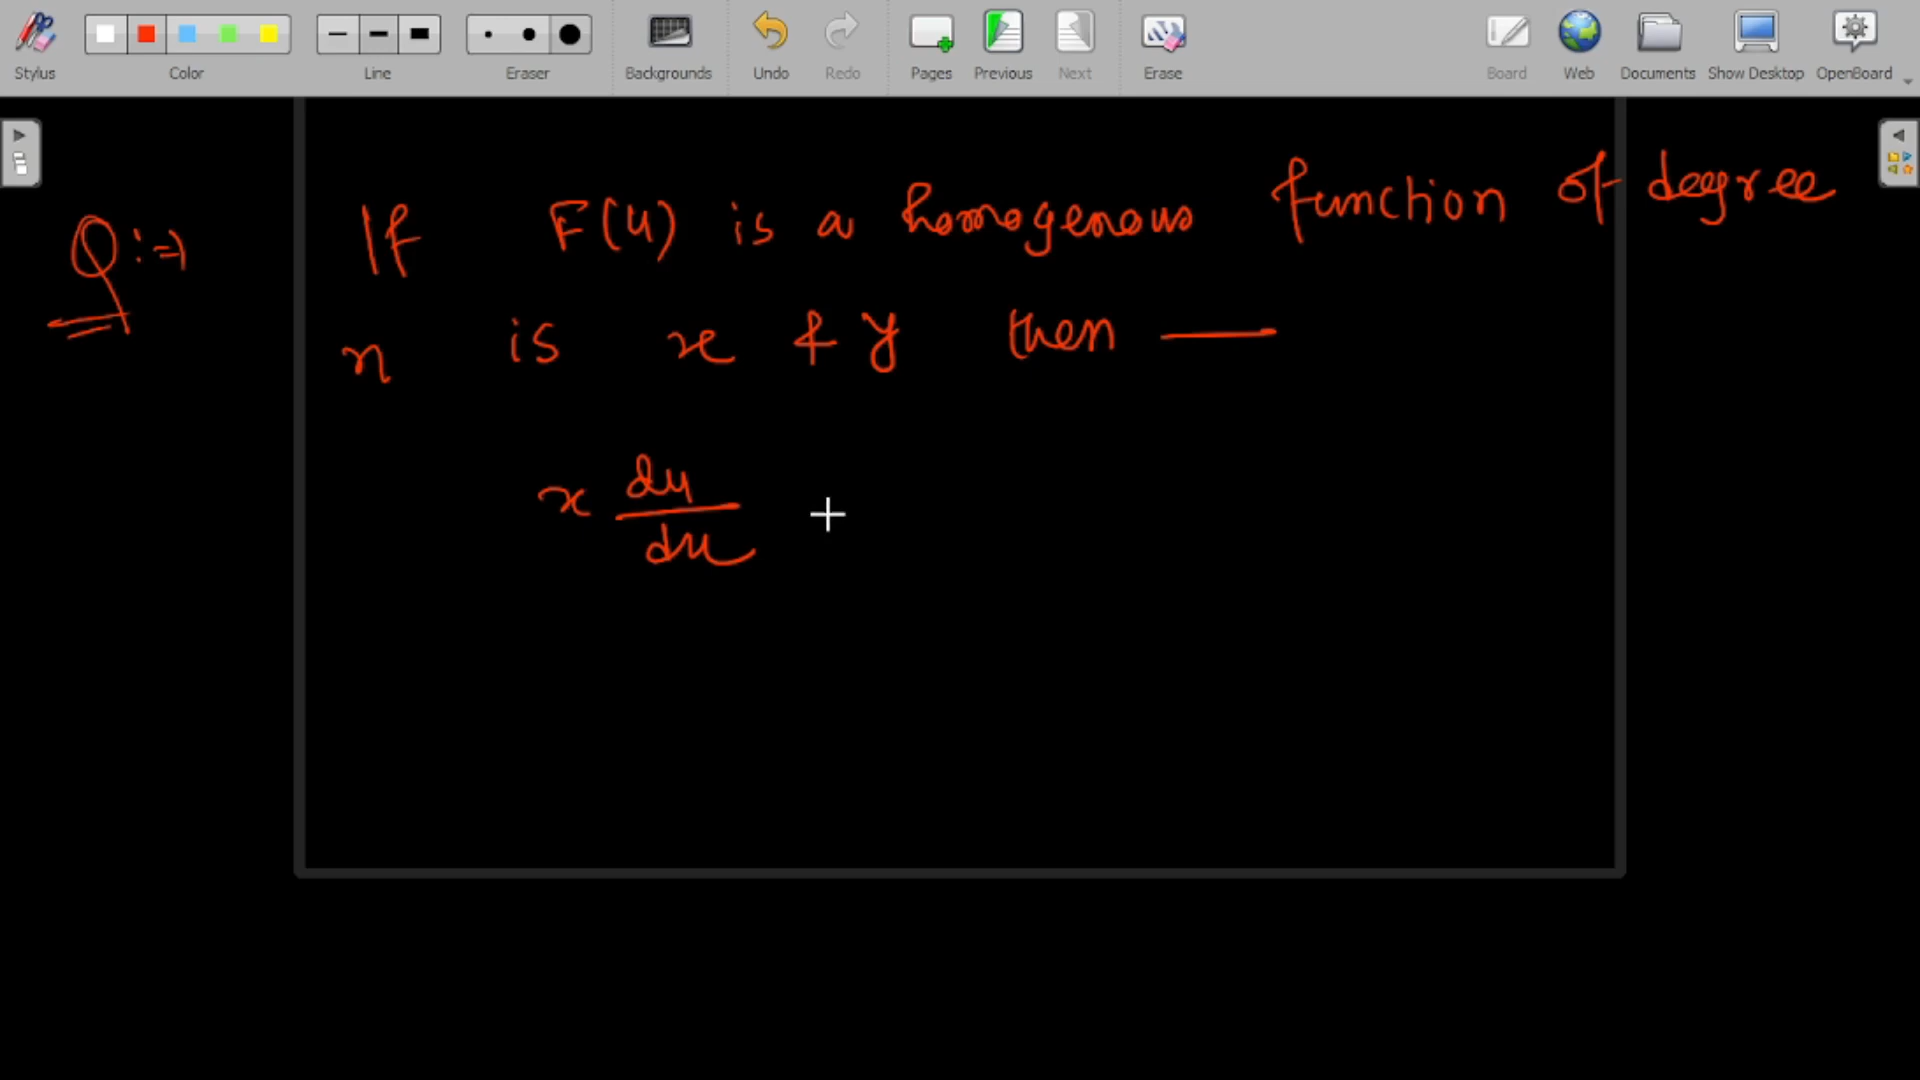 Stylus Color Line Eraser Backgrounds Undo Redo Pages Previous Next Erase Board Web Documents Show Desktop OpenBoard
Q:⇒ If F(u) is a homogenous function of degree
n is x & y then ——
x du/dx